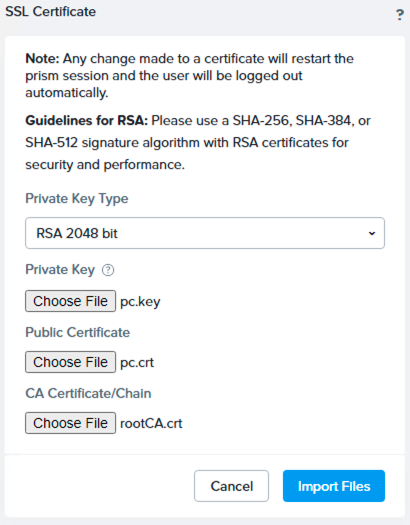 SSL Certificate
?
Note: Any change made to a certificate will restart the
prism session and the user will be logged out
automatically.
Guidelines for RSA: Please use a SHA-256, SHA-384, or
SHA-512 signature algorithm with RSA certificates for
security and performance.
Private Key Type
RSA 2048 bit
Private Key ?
Choose File pc.key
Public Certificate
Choose File pc.crt
CA Certificate/Chain
Choose File rootCA.crt
Cancel Import Files